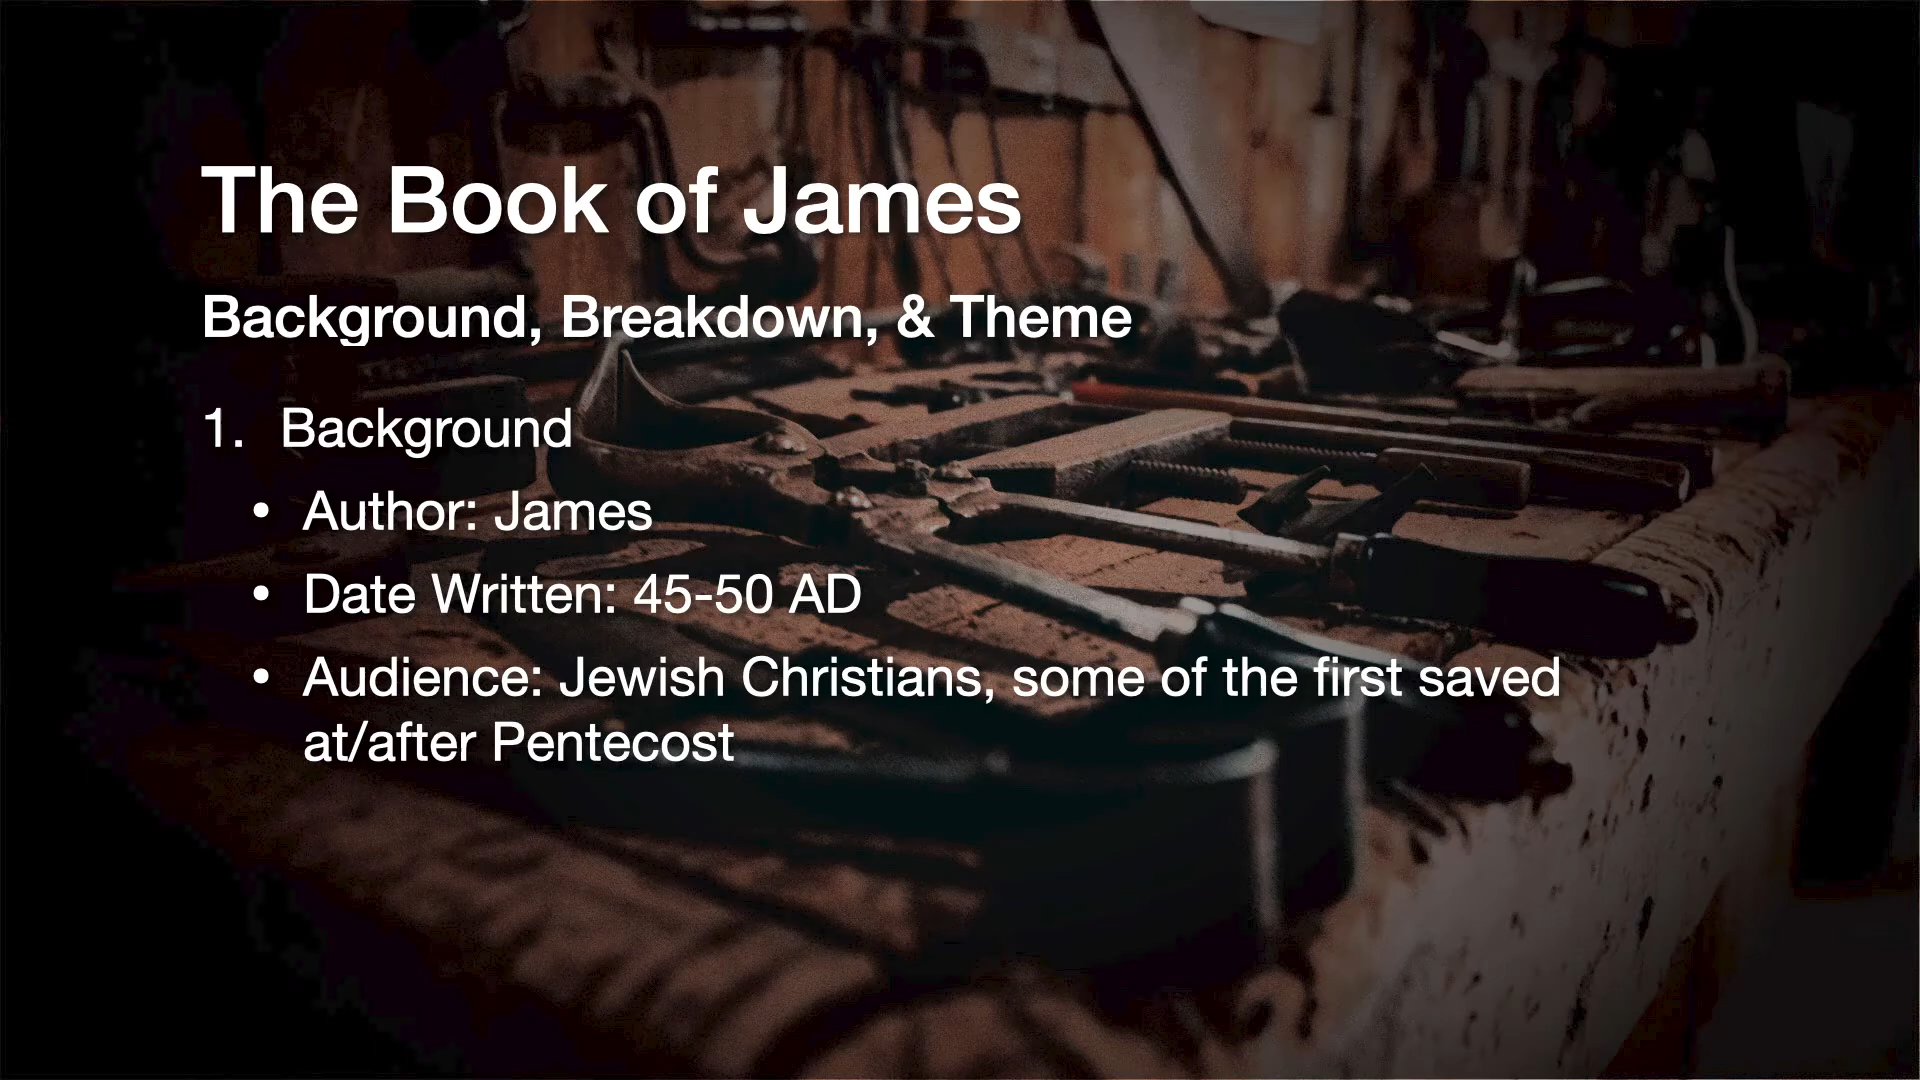 The Book of James
Background, Breakdown, & Theme
1. Background
• Author: James
• Date Written: 45-50 AD
• Audience: Jewish Christians, some of the first saved
at/after Pentecost